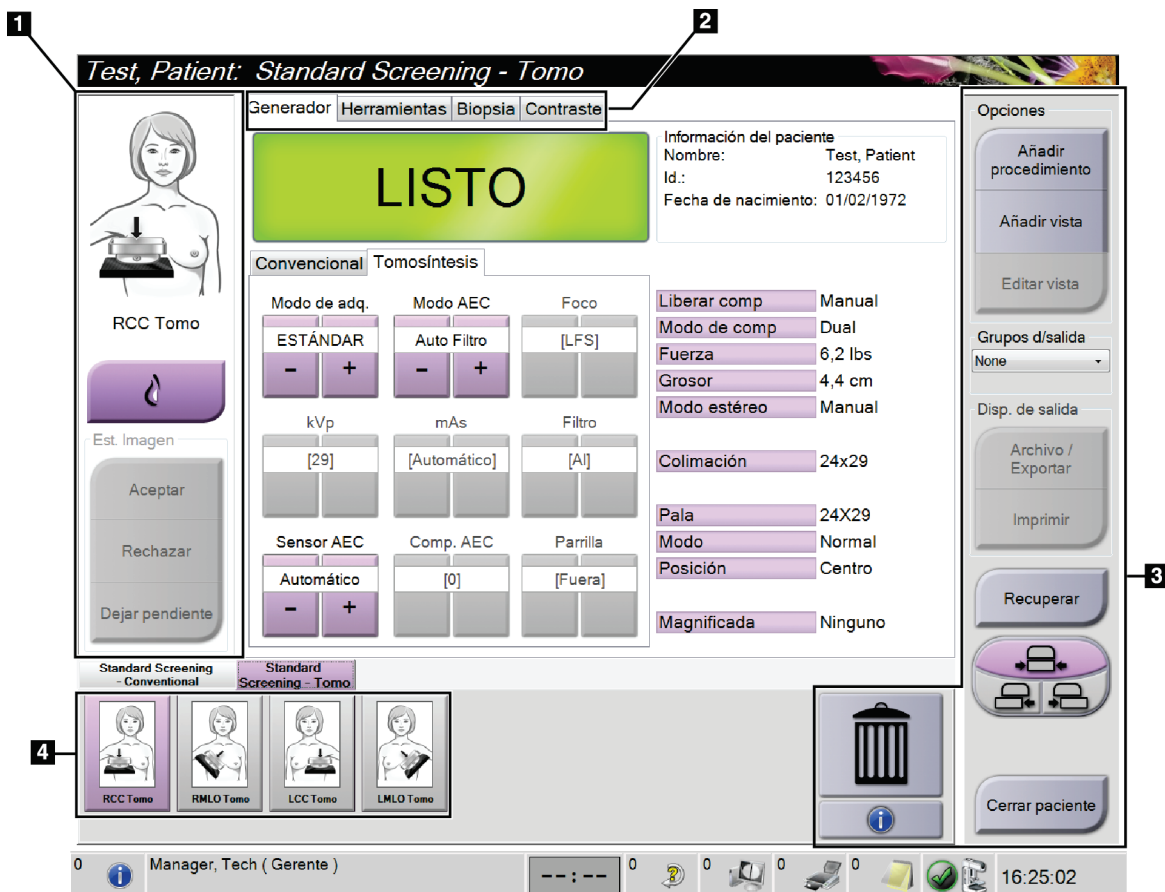 1
2
Test, Patient: Standard Screening - Tomo
Generador Herramientas Biopsia Contraste
LISTO
Información del paciente
Nombre: Test, Patient
Id.: 123456
Fecha de nacimiento: 01/02/1972
RCC Tomo
Est. Imagen
Aceptar
Rechazar
Dejar pendiente
Convencional Tomosíntesis
Modo de adq. Modo AEC Foco
ESTÁNDAR Auto Filtro [LFS]
- + - +
kVp mAs Filtro
[29] [Automático] [Al]
Sensor AEC Comp. AEC Parrilla
Automático [0] [Fuera]
- +
Liberar comp Manual
Modo de comp Dual
Fuerza 6,2 lbs
Grosor 4,4 cm
Modo estéreo Manual
Colimación 24x29
Pala 24X29
Modo Normal
Posición Centro
Magnificada Ninguno
Opciones
Añadir
procedimiento
Añadir vista
Editar vista
Grupos d/salida
None
Disp. de salida
Archivo /
Exportar
Imprimir
3
Recuperar
Cerrar paciente
Standard Screening
- Conventional
Standard
Screening - Tomo
4
RCC Tomo RMLO Tomo LCC Tomo LMLO Tomo
0 Manager, Tech ( Gerente ) --:-- 0 0 0 0 16:25:02